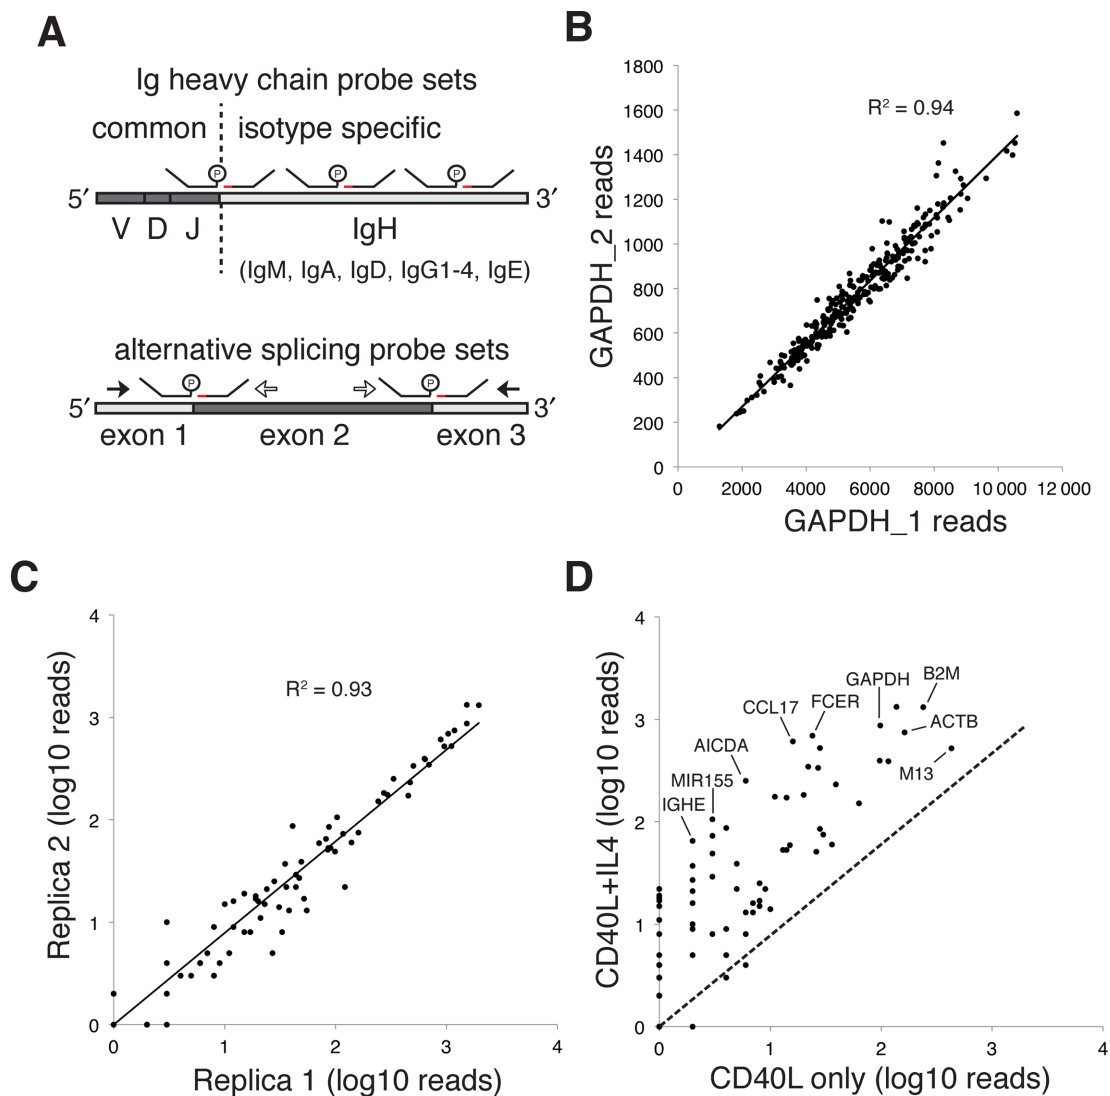 A
Ig heavy chain probe sets
common
isotype specific
P
P
P
5′
3′
V D J
IgH
(IgM, IgA, IgD, IgG1-4, IgE)
alternative splicing probe sets
P
P
5′
3′
exon 1
exon 2
exon 3
B
1800
1600
1400
1200
1000
800
600
400
200
0
GAPDH_2 reads
R² = 0.94
0
2000
4000
6000
8000
10 000
12 000
GAPDH_1 reads
C
4
3
2
1
0
Replica 2 (log10 reads)
R² = 0.93
0
1
2
3
4
Replica 1 (log10 reads)
D
4
3
2
1
0
CD40L+IL4 (log10 reads)
GAPDH
B2M
CCL17
FCER
ACTB
AICDA
M13
MIR155
IGHE
0
1
2
3
4
CD40L only (log10 reads)